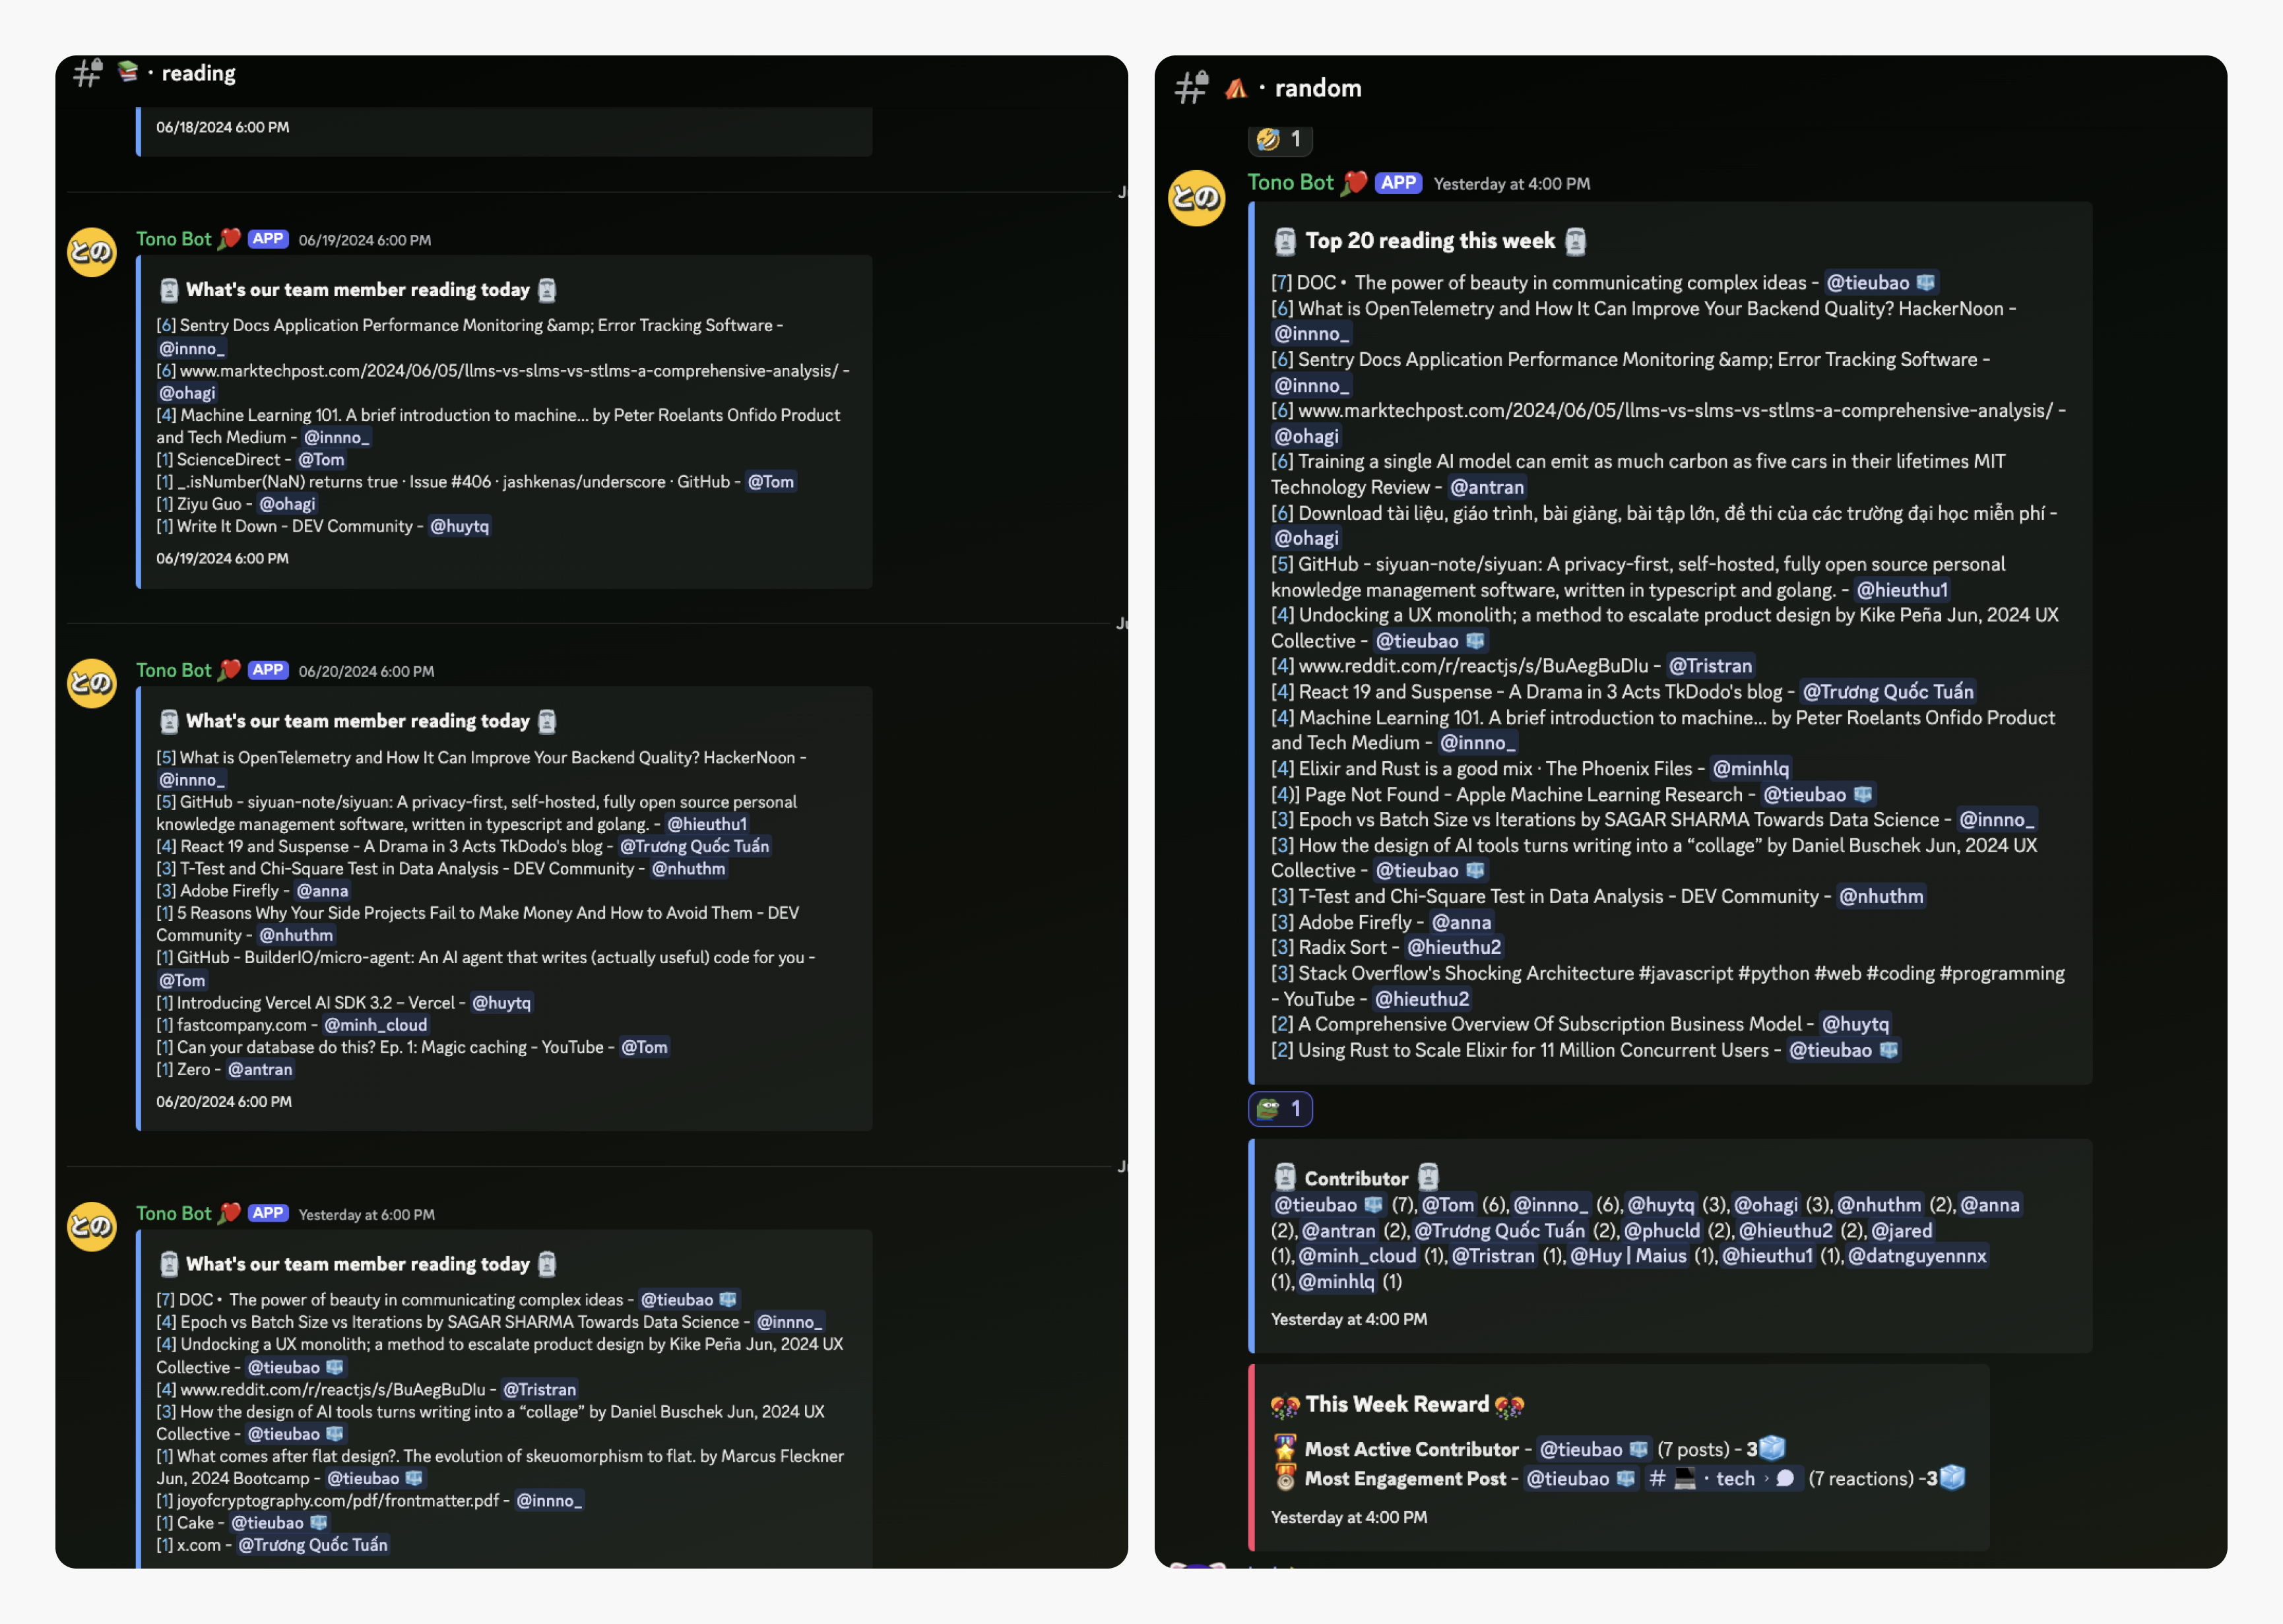 · reading
06/18/2024 6:00 PM
との
Tono Bot APP 06/19/2024 6:00 PM
What's our team member reading today
[6] Sentry Docs Application Performance Monitoring &amp; Error Tracking Software -
@innno_
[6] www.marktechpost.com/2024/06/05/llms-vs-slms-vs-stlms-a-comprehensive-analysis/ -
@ohagi
[4] Machine Learning 101. A brief introduction to machine... by Peter Roelants Onfido Product
and Tech Medium - @innno_
[1] ScienceDirect - @Tom
[1] _.isNumber(NaN) returns true · Issue #406 · jashkenas/underscore · GitHub - @Tom
[1] Ziyu Guo - @ohagi
[1] Write It Down - DEV Community - @huytq
06/19/2024 6:00 PM
との
Tono Bot APP 06/20/2024 6:00 PM
What's our team member reading today
[5] What is OpenTelemetry and How It Can Improve Your Backend Quality? HackerNoon -
@innno_
[5] GitHub - siyuan-note/siyuan: A privacy-first, self-hosted, fully open source personal
knowledge management software, written in typescript and golang. - @hieuthu1
[4] React 19 and Suspense - A Drama in 3 Acts TkDodo's blog - @Trương Quốc Tuấn
[3] T-Test and Chi-Square Test in Data Analysis - DEV Community - @nhuthm
[3] Adobe Firefly - @anna
[1] 5 Reasons Why Your Side Projects Fail to Make Money And How to Avoid Them - DEV
Community - @nhuthm
[1] GitHub - BuilderIO/micro-agent: An AI agent that writes (actually useful) code for you -
@Tom
[1] Introducing Vercel AI SDK 3.2 – Vercel - @huytq
[1] fastcompany.com - @minh_cloud
[1] Can your database do this? Ep. 1: Magic caching - YouTube - @Tom
[1] Zero - @antran
06/20/2024 6:00 PM
との
Tono Bot APP Yesterday at 6:00 PM
What's our team member reading today
[7] DOC • The power of beauty in communicating complex ideas - @tieubao
[4] Epoch vs Batch Size vs Iterations by SAGAR SHARMA Towards Data Science - @innno_
[4] Undocking a UX monolith; a method to escalate product design by Kike Peña Jun, 2024 UX
Collective - @tieubao
[4] www.reddit.com/r/reactjs/s/BuAegBuDlu - @Tristran
[3] How the design of AI tools turns writing into a “collage” by Daniel Buschek Jun, 2024 UX
Collective - @tieubao
[1] What comes after flat design?. The evolution of skeuomorphism to flat. by Marcus Fleckner
Jun, 2024 Bootcamp - @tieubao
[1] joyofcryptography.com/pdf/frontmatter.pdf - @innno_
[1] Cake - @tieubao
[1] x.com - @Trương Quốc Tuấn
· random
1
との
Tono Bot APP Yesterday at 4:00 PM
Top 20 reading this week
[7] DOC • The power of beauty in communicating complex ideas - @tieubao
[6] What is OpenTelemetry and How It Can Improve Your Backend Quality? HackerNoon -
@innno_
[6] Sentry Docs Application Performance Monitoring &amp; Error Tracking Software -
@innno_
[6] www.marktechpost.com/2024/06/05/llms-vs-slms-vs-stlms-a-comprehensive-analysis/ -
@ohagi
[6] Training a single AI model can emit as much carbon as five cars in their lifetimes MIT
Technology Review - @antran
[6] Download tài liệu, giáo trình, bài giảng, bài tập lớn, đề thi của các trường đại học miễn phí -
@ohagi
[5] GitHub - siyuan-note/siyuan: A privacy-first, self-hosted, fully open source personal
knowledge management software, written in typescript and golang. - @hieuthu1
[4] Undocking a UX monolith; a method to escalate product design by Kike Peña Jun, 2024 UX
Collective - @tieubao
[4] www.reddit.com/r/reactjs/s/BuAegBuDlu - @Tristran
[4] React 19 and Suspense - A Drama in 3 Acts TkDodo's blog - @Trương Quốc Tuấn
[4] Machine Learning 101. A brief introduction to machine... by Peter Roelants Onfido Product
and Tech Medium - @innno_
[4] Elixir and Rust is a good mix · The Phoenix Files - @minhlq
[4)] Page Not Found - Apple Machine Learning Research - @tieubao
[3] Epoch vs Batch Size vs Iterations by SAGAR SHARMA Towards Data Science - @innno_
[3] How the design of AI tools turns writing into a “collage” by Daniel Buschek Jun, 2024 UX
Collective - @tieubao
[3] T-Test and Chi-Square Test in Data Analysis - DEV Community - @nhuthm
[3] Adobe Firefly - @anna
[3] Radix Sort - @hieuthu2
[3] Stack Overflow's Shocking Architecture #javascript #python #web #coding #programming
- YouTube - @hieuthu2
[2] A Comprehensive Overview Of Subscription Business Model - @huytq
[2] Using Rust to Scale Elixir for 11 Million Concurrent Users - @tieubao
1
Contributor
@tieubao (7), @Tom (6), @innno_ (6), @huytq (3), @ohagi (3), @nhuthm (2), @anna
(2), @antran (2), @Trương Quốc Tuấn (2), @phucld (2), @hieuthu2 (2), @jared
(1), @minh_cloud (1), @Tristran (1), @Huy | Maius (1), @hieuthu1 (1), @datnguyennnx
(1), @minhlq (1)
Yesterday at 4:00 PM
This Week Reward
Most Active Contributor - @tieubao (7 posts) - 3
Most Engagement Post - @tieubao # · tech › (7 reactions) -3
Yesterday at 4:00 PM